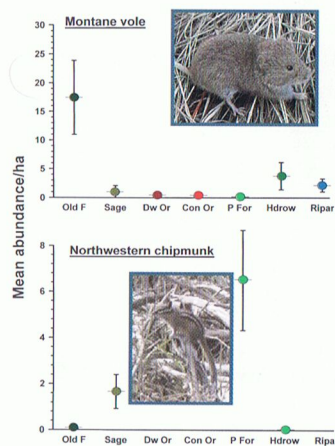 Montane vole
30
25
20
15
10
5
0
Old F Sage Dw Or Con Or P For Hdrow Ripar
Mean abundance/ha
Northwestern chipmunk
8
6
4
2
0
Old F Sage Dw Or Con Or P For Hdrow Ripa